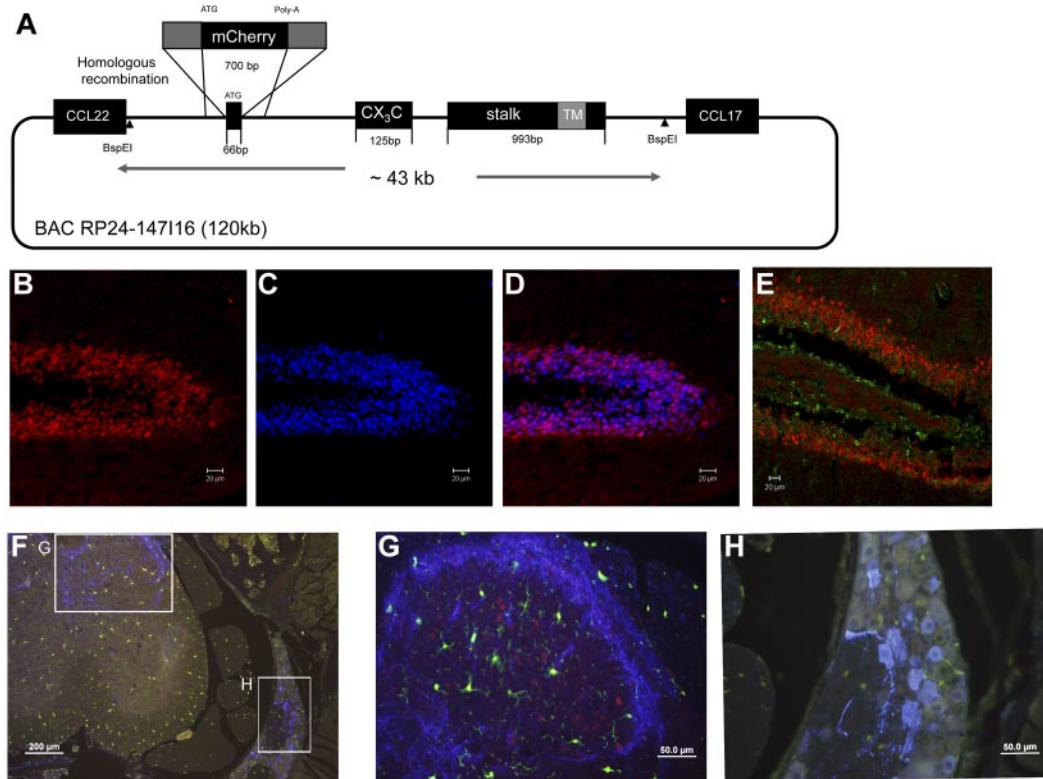 A
ATG Poly-A
mCherry
Homologous
recombination
700 bp
ATG
CCL22 CX3C stalk TM CCL17
BspEI 66bp 125bp 993bp BspEI
~ 43 kb
BAC RP24-147I16 (120kb)
B C D E
20 µm 20 µm 20 µm 20 µm
F G G H
H
200 µm 50.0 µm 50.0 µm